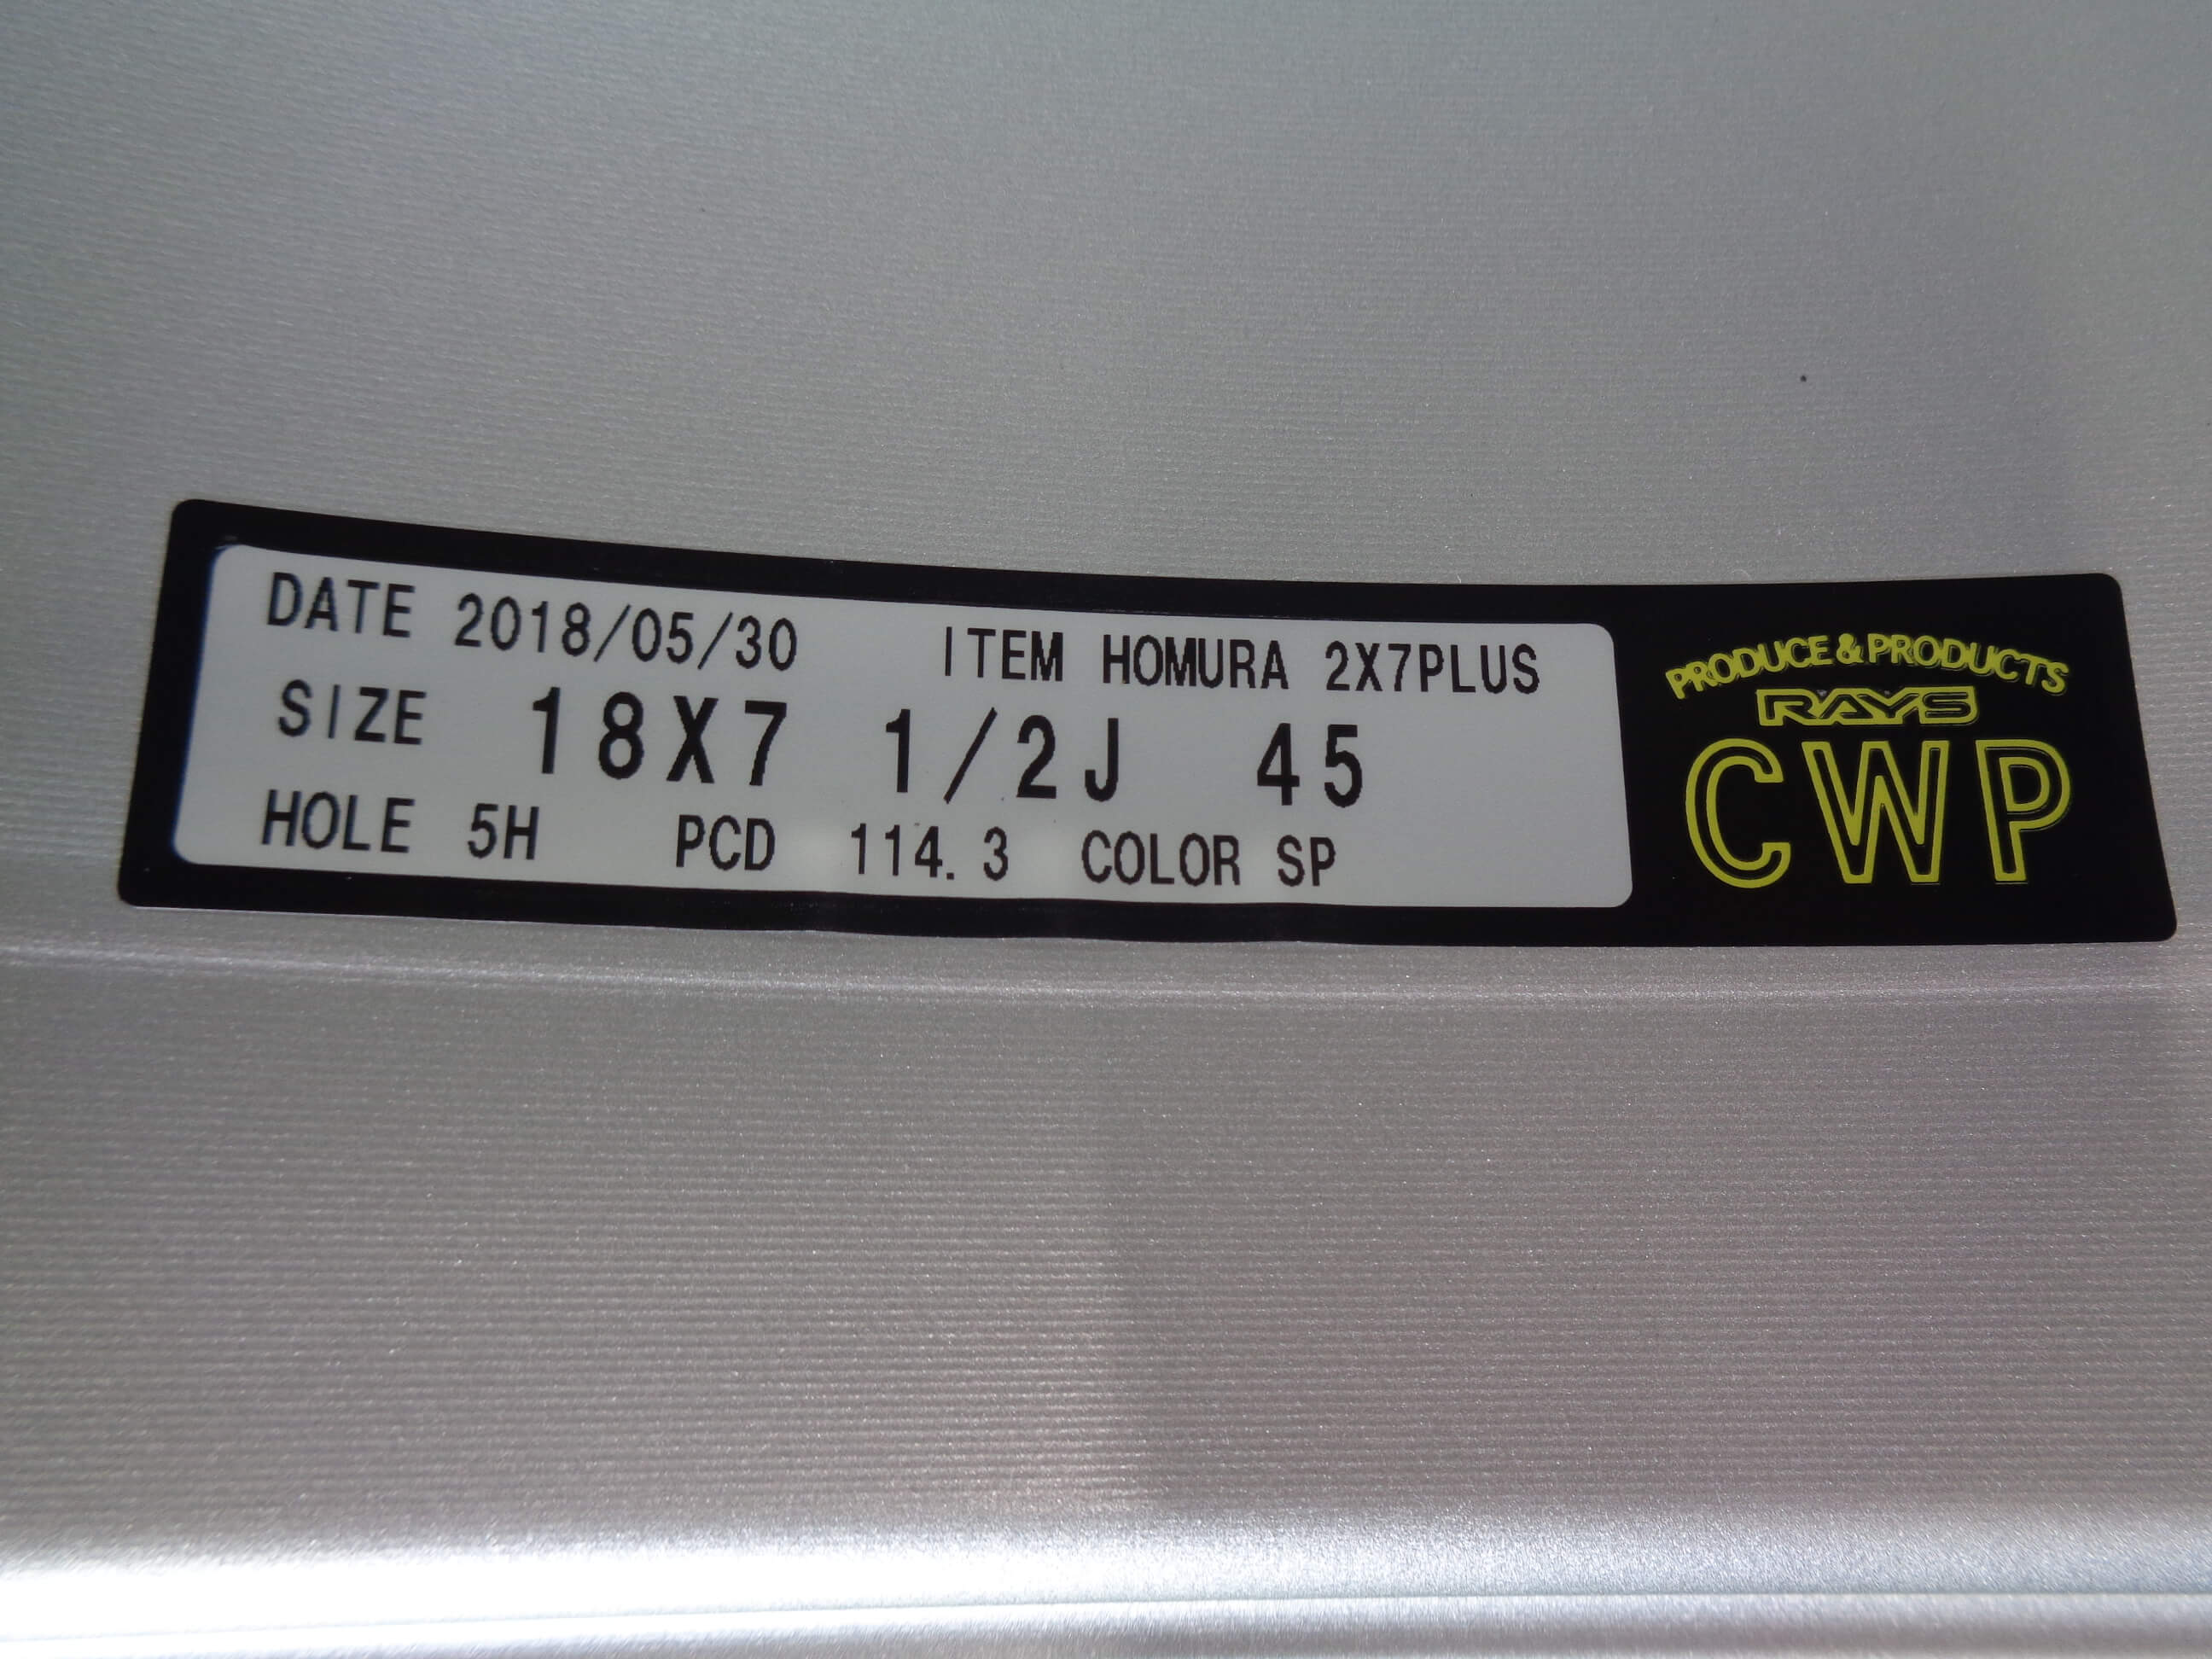 DATE 2018/05/30 ITEM HOMURA 2X7PLUS
SIZE 18X7 1/2J 45
HOLE 5H PCD 114.3 COLOR SP
PRODUCE & PRODUCTS
RAYS
CWP